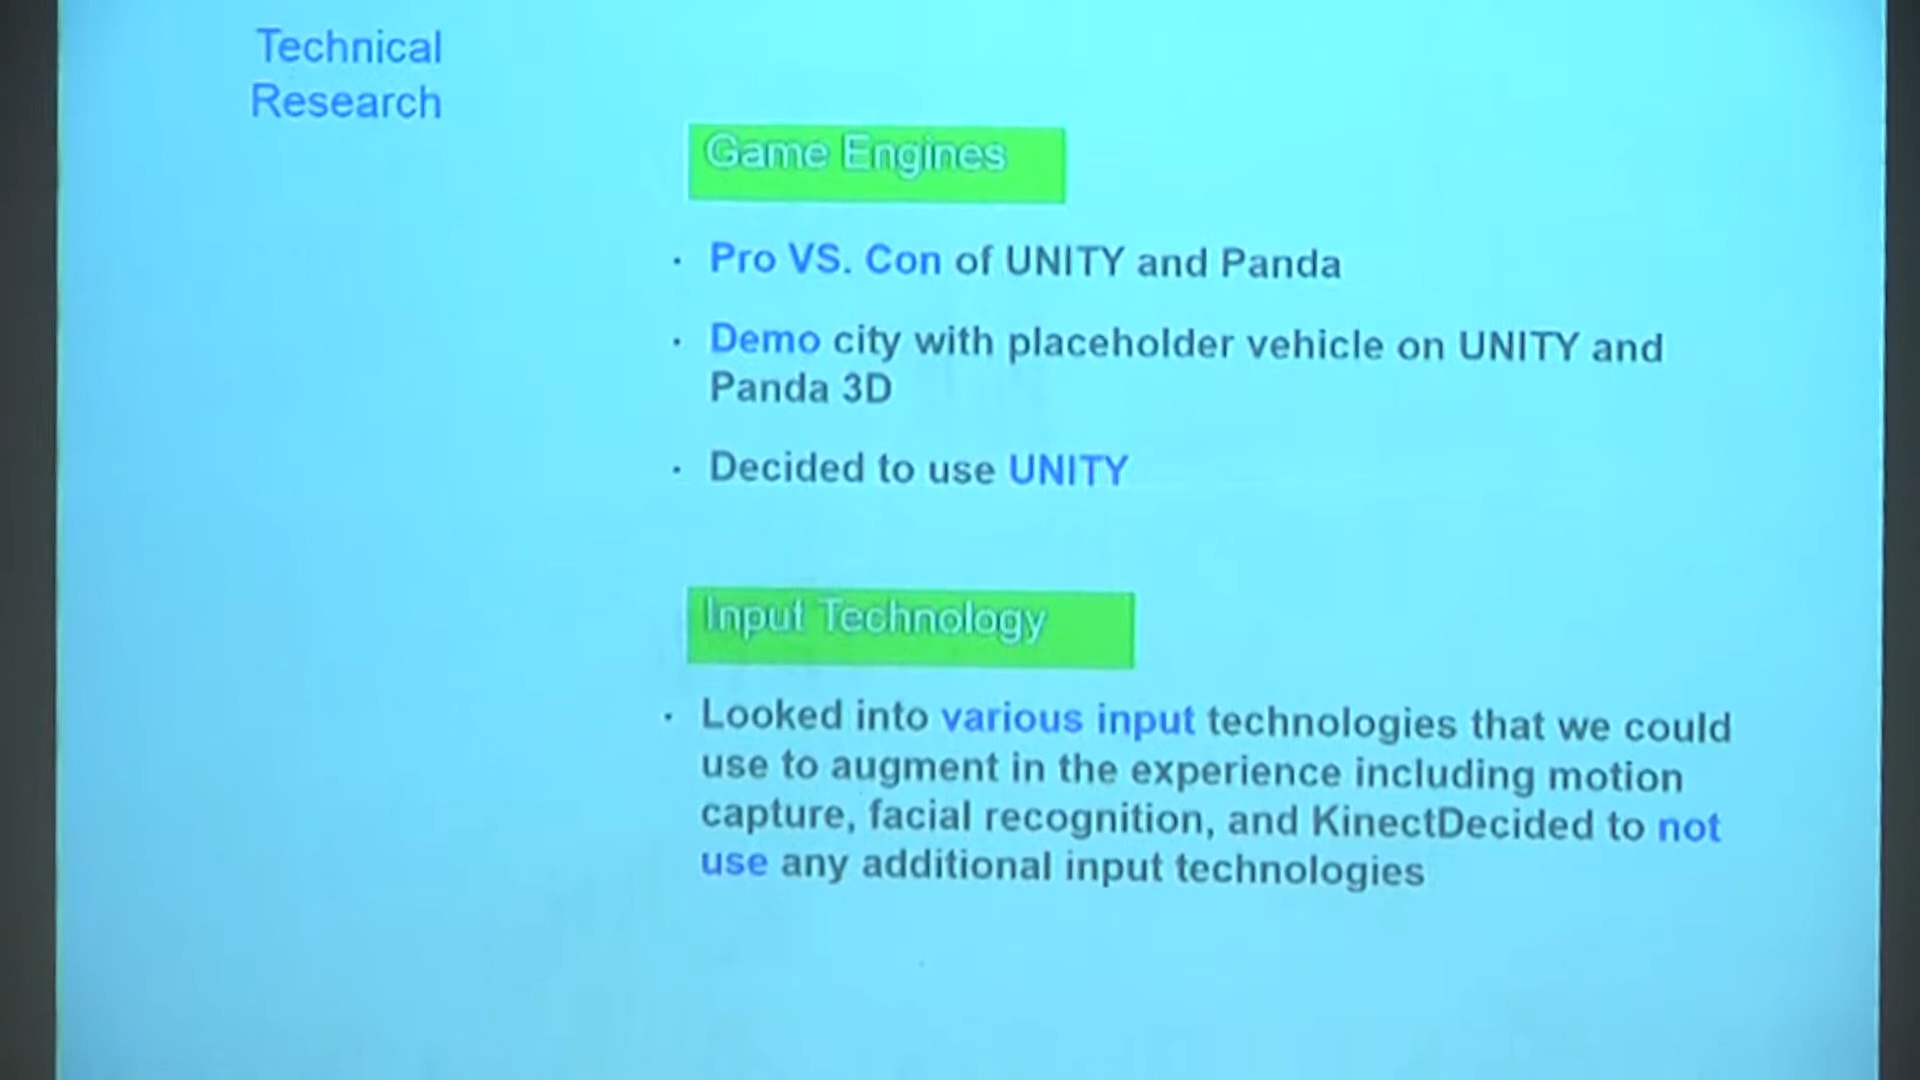 Technical
Research
Game Engines
· Pro VS. Con of UNITY and Panda
· Demo city with placeholder vehicle on UNITY and
Panda 3D
· Decided to use UNITY
Input Technology
· Looked into various input technologies that we could
use to augment in the experience including motion
capture, facial recognition, and KinectDecided to not
use any additional input technologies